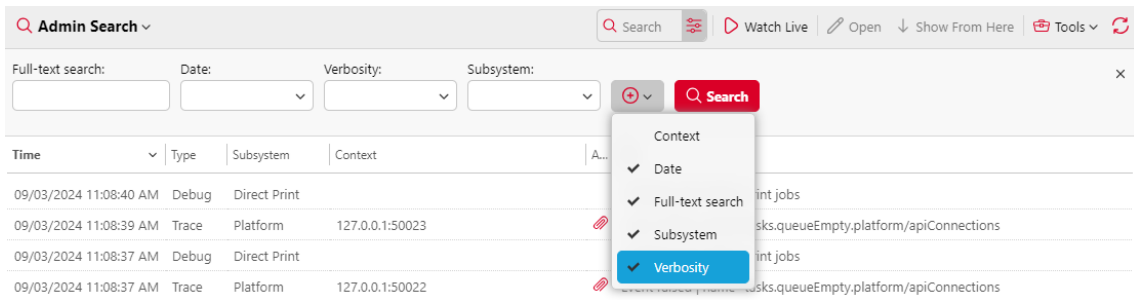 Admin Search
Search
Watch Live
Open
Show From Here
Tools
Full-text search:
Date:
Verbosity:
Subsystem:
Search
Context
Date
Full-text search
Subsystem
Verbosity
Time Type Subsystem Context A...
09/03/2024 11:08:40 AM Debug Direct Print int jobs
09/03/2024 11:08:39 AM Trace Platform 127.0.0.1:50023 sks.queueEmpty.platform/apiConnections
09/03/2024 11:08:37 AM Debug Direct Print int jobs
09/03/2024 11:08:37 AM Trace Platform 127.0.0.1:50022 sks.queueEmpty.platform/apiConnections